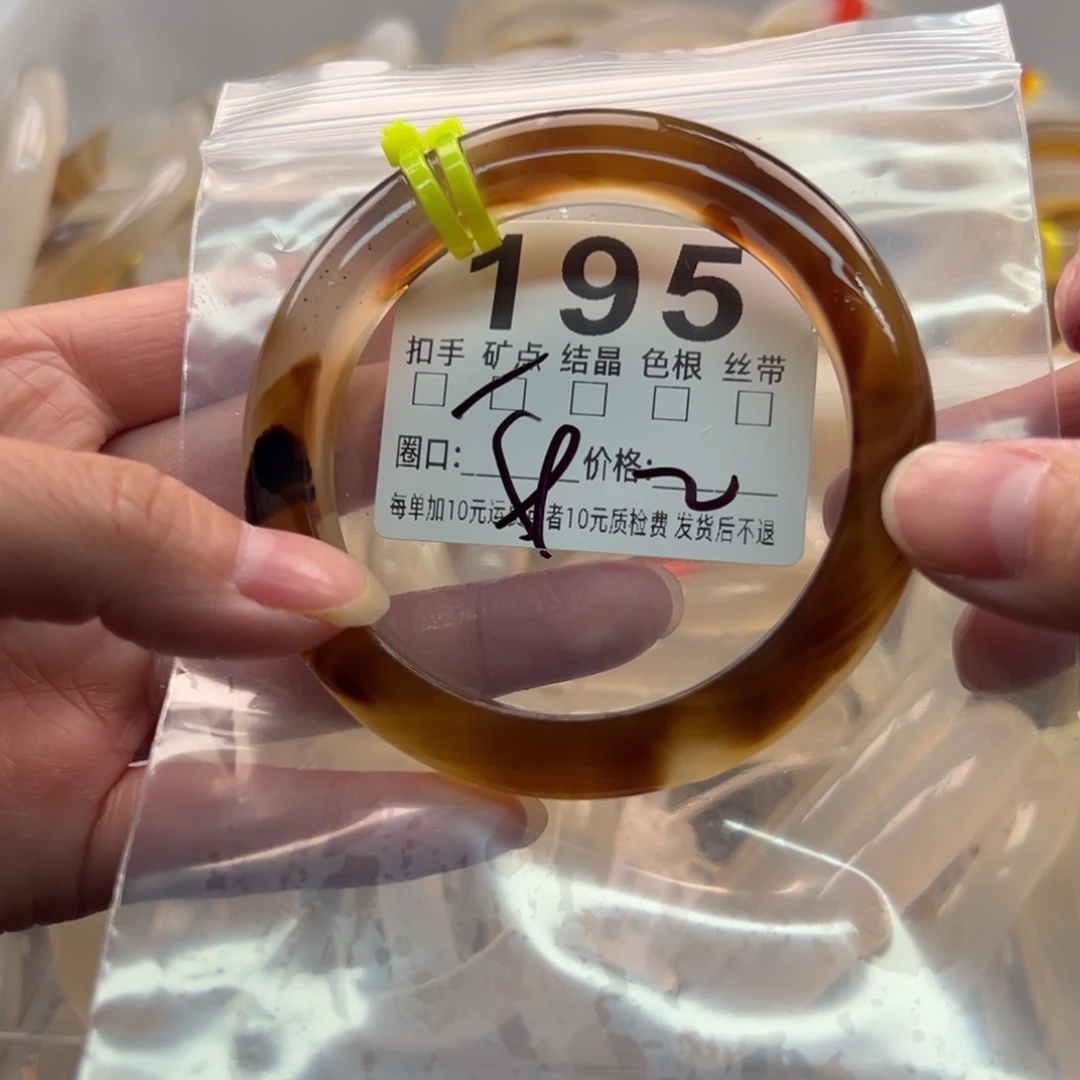 195
扣手 矿点 结晶 色根 丝带
圈口: 价格:
每单加10元运费 者10元质检费 发货后不退